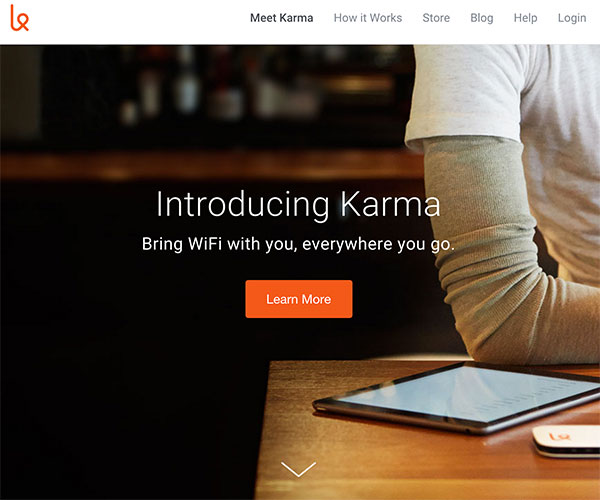 Meet Karma How it Works Store Blog Help Login
Introducing Karma
Bring WiFi with you, everywhere you go.
Learn More